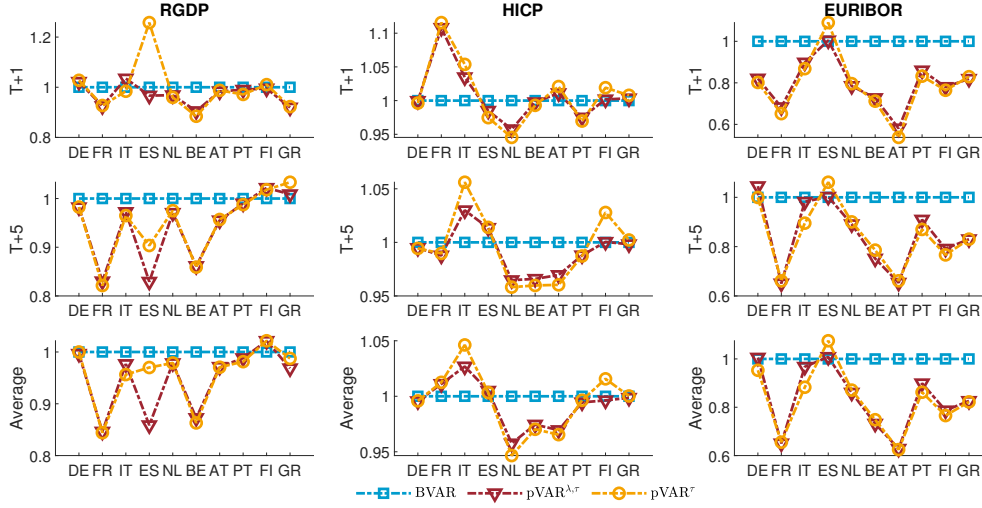 RGDP
HICP
EURIBOR
T+1
1.2
1
0.8
DE FR IT ES NL BE AT PT FI GR
T+1
1.1
1.05
1
0.95
DE FR IT ES NL BE AT PT FI GR
T+1
1
0.8
0.6
DE FR IT ES NL BE AT PT FI GR
T+5
1
0.9
0.8
DE FR IT ES NL BE AT PT FI GR
T+5
1.05
1
0.95
DE FR IT ES NL BE AT PT FI GR
T+5
1
0.8
0.6
DE FR IT ES NL BE AT PT FI GR
Average
1
0.9
0.8
DE FR IT ES NL BE AT PT FI GR
Average
1.05
1
0.95
DE FR IT ES NL BE AT PT FI GR
Average
1
0.8
0.6
DE FR IT ES NL BE AT PT FI GR
BVAR pVAR^λ,τ pVAR^τ